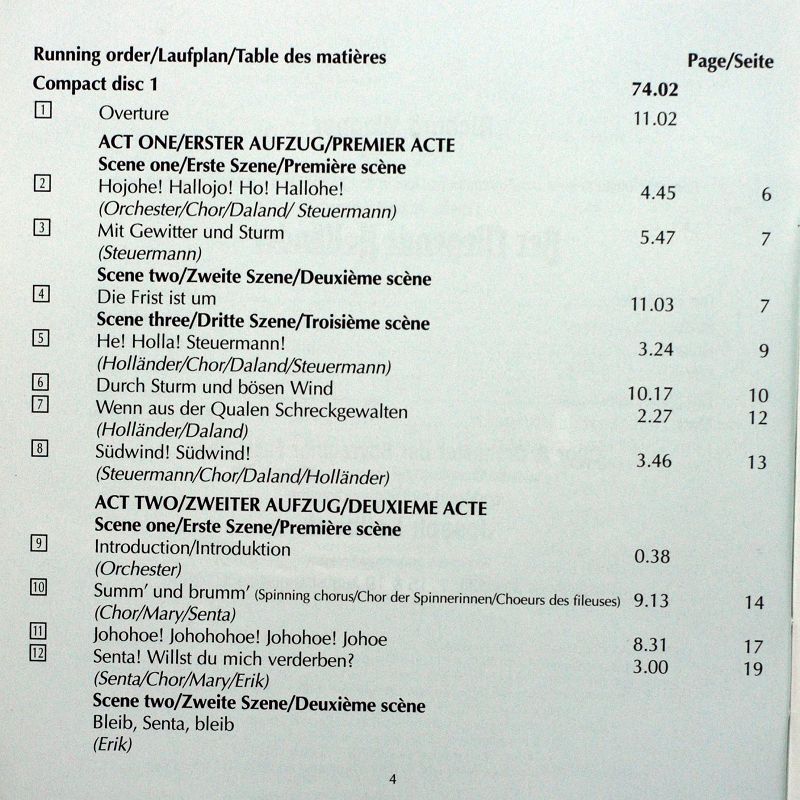 Running order/Laufplan/Table des matières Page/Seite
Compact disc 1 74.02
1 Overture 11.02
ACT ONE/ERSTER AUFZUG/PREMIER ACTE
Scene one/Erste Szene/Première scène
2 Hojohe! Hallojo! Ho! Hallohe! 4.45 6
(Orchester/Chor/Daland/ Steuermann)
3 Mit Gewitter und Sturm 5.47 7
(Steuermann)
Scene two/Zweite Szene/Deuxième scène
4 Die Frist ist um 11.03 7
Scene three/Dritte Szene/Troisième scène
5 He! Holla! Steuermann! 3.24 9
(Holländer/Chor/Daland/Steuermann)
6 Durch Sturm und bösen Wind 10.17 10
7 Wenn aus der Qualen Schreckgewalten 2.27 12
(Holländer/Daland)
8 Südwind! Südwind! 3.46 13
(Steuermann/Chor/Daland/Holländer)
ACT TWO/ZWEITER AUFZUG/DEUXIEME ACTE
Scene one/Erste Szene/Première scène
9 Introduction/Introduktion 0.38
(Orchester)
10 Summ’ und brumm’ (Spinning chorus/Chor der Spinnerinnen/Choeurs des fileuses) 9.13 14
(Chor/Mary/Senta)
11 Johohoe! Johohohoe! Johohoe! Johoe 8.31 17
12 Senta! Willst du mich verderben? 3.00 19
(Senta/Chor/Mary/Erik)
Scene two/Zweite Szene/Deuxième scène
Bleib, Senta, bleib
(Erik)
4